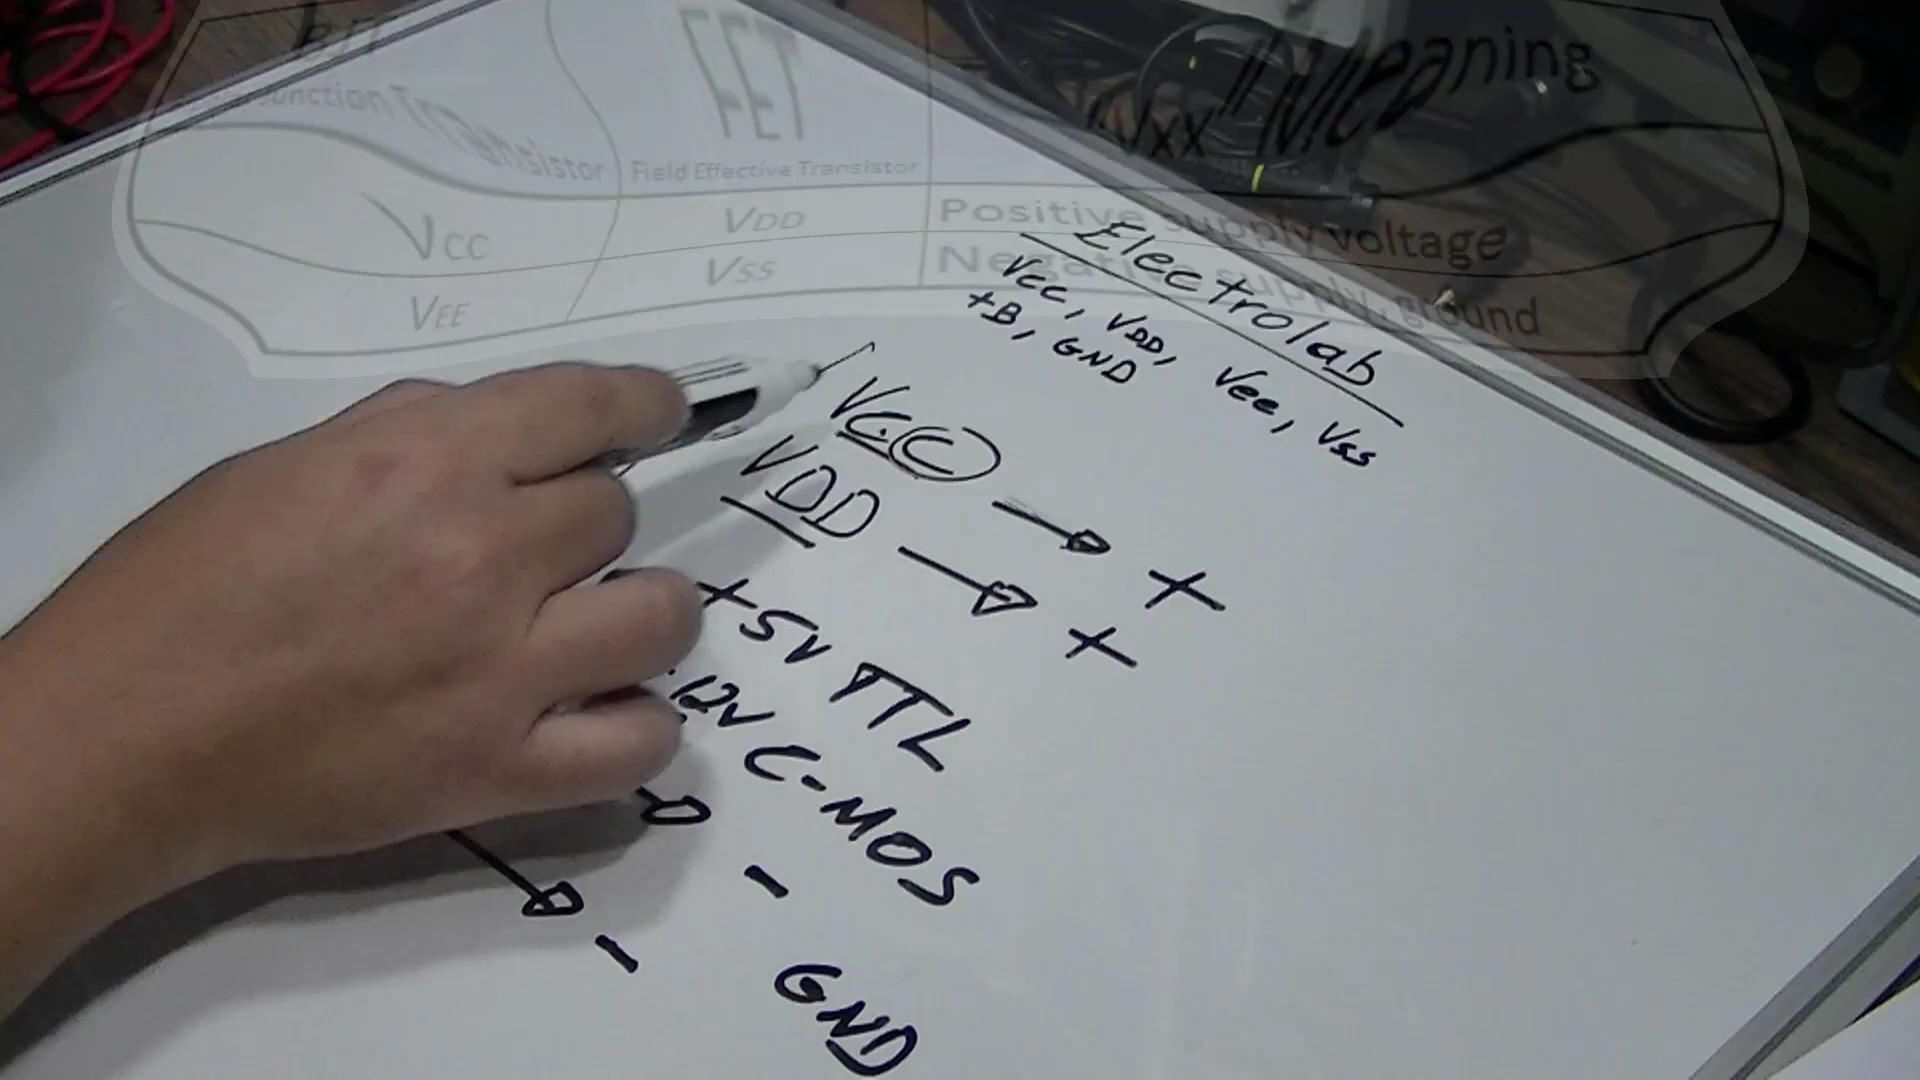 BJT
FET
"Vxx" Meaning
Junction Transistor
Field Effective Transistor
VCC
VDD
Positive supply voltage
VEE
VSS
Negative supply, ground
Electrolab
Vcc, VDD, Vee, Vss
+B, GND
VCC → +
VDD → +
+5V TTL
12V C-MOS
-
-
GND